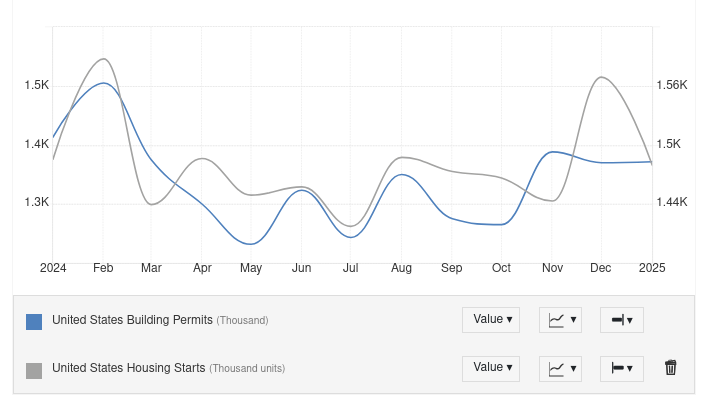 1.5K 1.56K
1.4K 1.5K
1.3K 1.44K
2024 Feb Mar Apr May Jun Jul Aug Sep Oct Nov Dec 2025
United States Building Permits (Thousand) Value ▾ ▾ ▾
United States Housing Starts (Thousand units) Value ▾ ▾ ▾